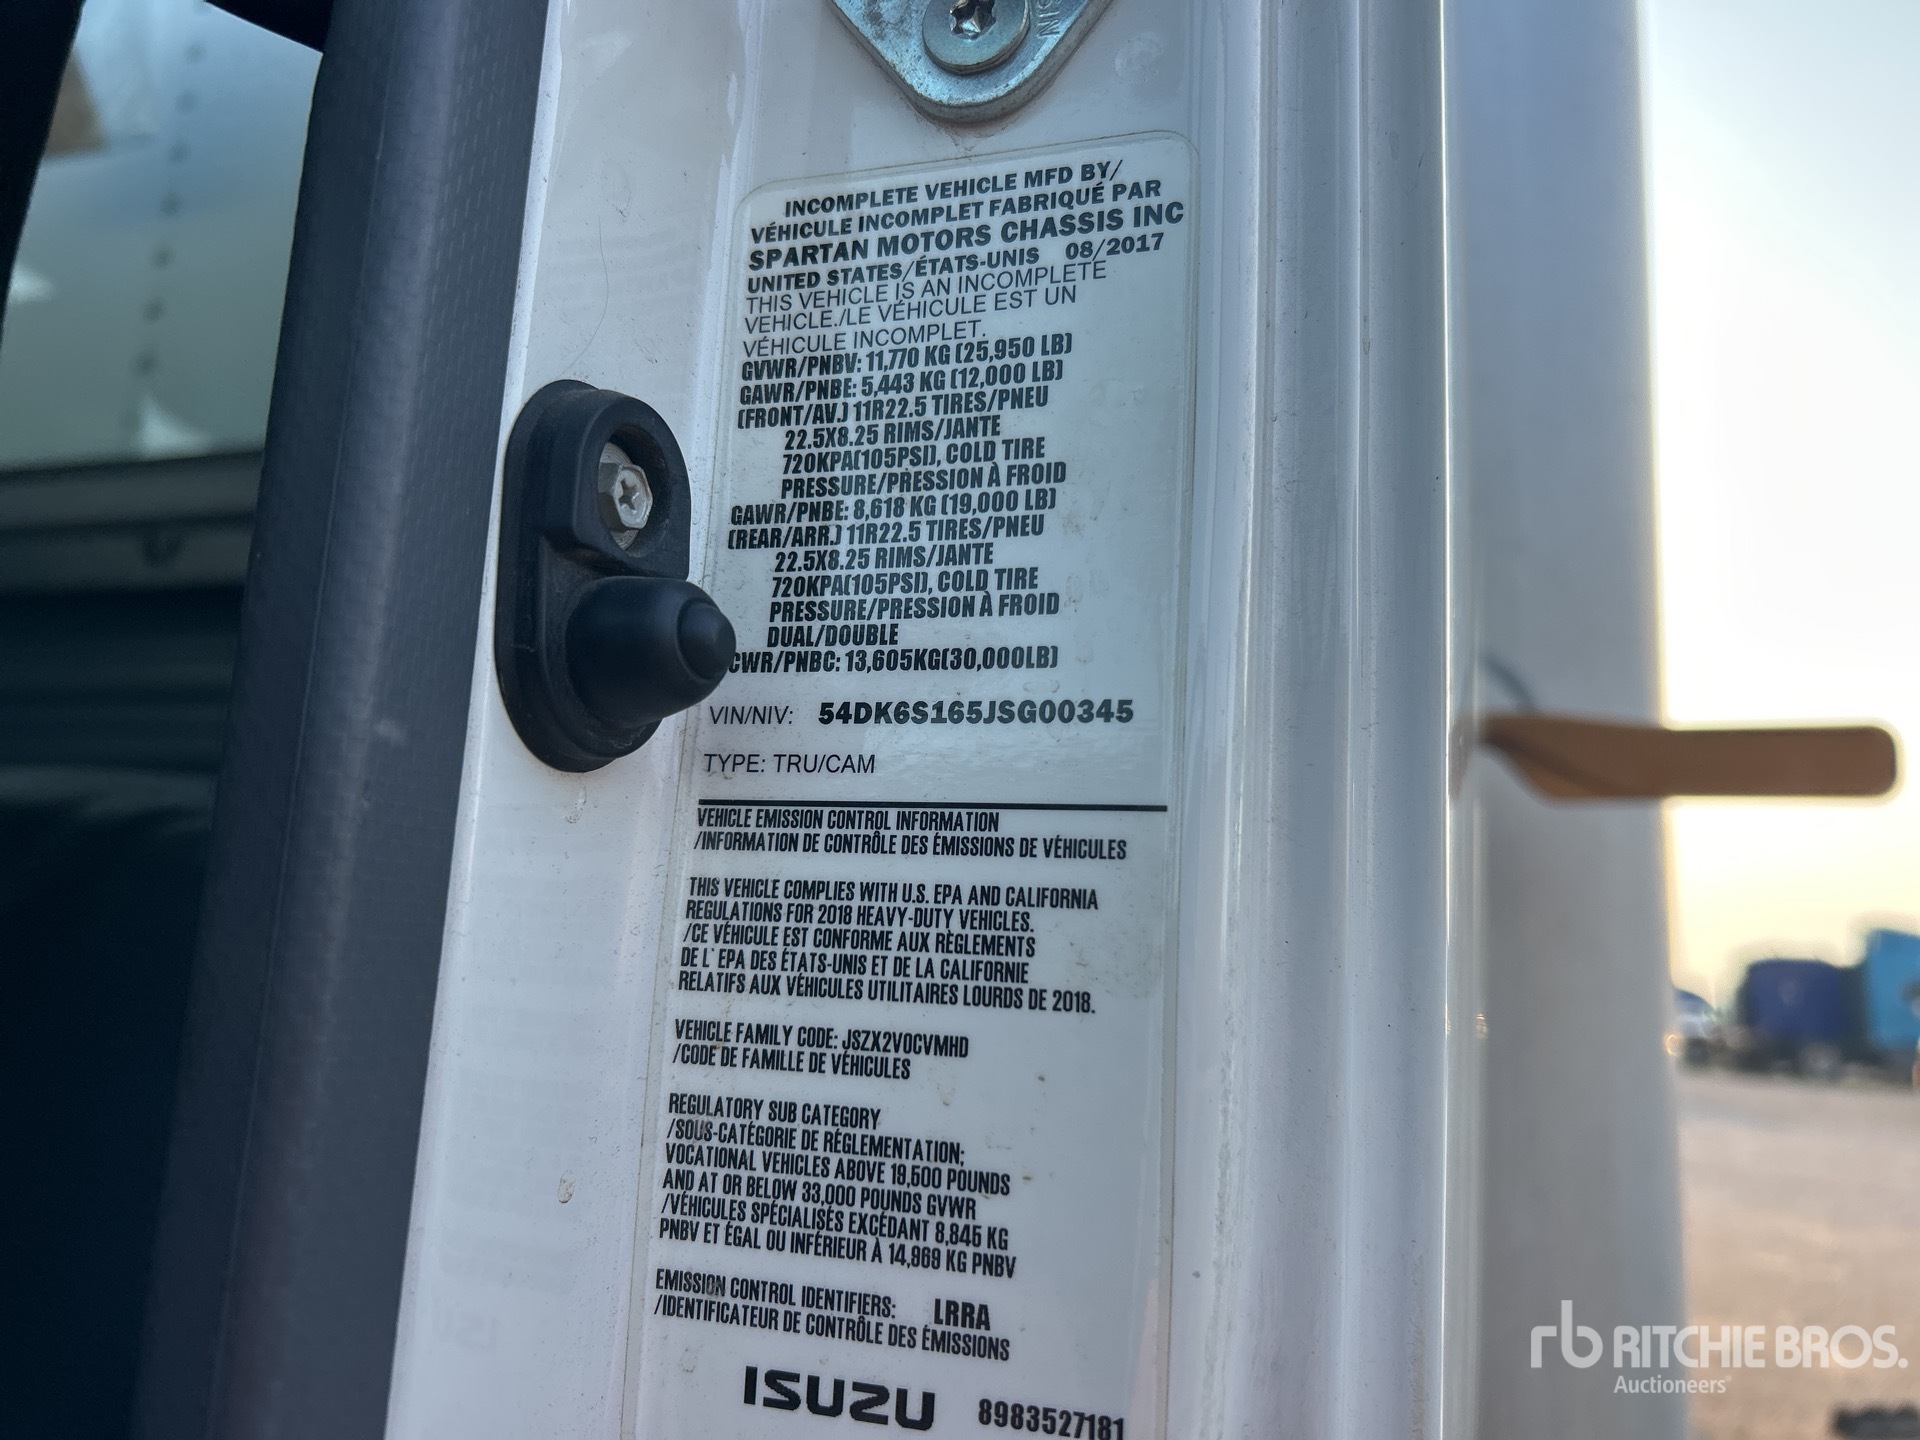 INCOMPLETE VEHICLE MFD BY/
VÉHICULE INCOMPLET FABRIQUÉ PAR
SPARTAN MOTORS CHASSIS INC
UNITED STATES/ÉTATS-UNIS 08/2017
THIS VEHICLE IS AN INCOMPLETE
VEHICLE./LE VÉHICULE EST UN
VÉHICULE INCOMPLET.
GVWR/PNBV: 11,770 KG (25,950 LB)
GAWR/PNBE: 5,443 KG (12,000 LB)
(FRONT/AV.) 11R22.5 TIRES/PNEU
22.5X8.25 RIMS/JANTE
720KPA(105PSI), COLD TIRE
PRESSURE/PRESSION À FROID
GAWR/PNBE: 8,618 KG (19,000 LB)
(REAR/ARR.) 11R22.5 TIRES/PNEU
22.5X8.25 RIMS/JANTE
720KPA(105PSI), COLD TIRE
PRESSURE/PRESSION À FROID
DUAL/DOUBLE
CWR/PNBC: 13,605KG(30,000LB)
VIN/NIV: 54DK6S165JSG00345
TYPE: TRU/CAM
VEHICLE EMISSION CONTROL INFORMATION
/INFORMATION DE CONTRÔLE DES ÉMISSIONS DE VÉHICULES
THIS VEHICLE COMPLIES WITH U.S. EPA AND CALIFORNIA
REGULATIONS FOR 2018 HEAVY-DUTY VEHICLES.
/CE VÉHICULE EST CONFORME AUX RÈGLEMENTS
DE L'EPA DES ÉTATS-UNIS ET DE LA CALIFORNIE
RELATIFS AUX VÉHICULES UTILITAIRES LOURDS DE 2018.
VEHICLE FAMILY CODE: JSZX2VOCVMHD
/CODE DE FAMILLE DE VÉHICULES
REGULATORY SUB CATEGORY
/SOUS-CATÉGORIE DE RÉGLEMENTATION;
VOCATIONAL VEHICLES ABOVE 19,500 POUNDS
AND AT OR BELOW 33,000 POUNDS GVWR
/VÉHICULES SPÉCIALISÉS EXCÉDANT 8,845 KG
PNBV ET ÉGAL OU INFÉRIEUR À 14,969 KG PNBV
EMISSION CONTROL IDENTIFIERS: LRRA
/IDENTIFICATEUR DE CONTRÔLE DES ÉMISSIONS
ISUZU 8983527181
rb RITCHIE BROS.
Auctioneers